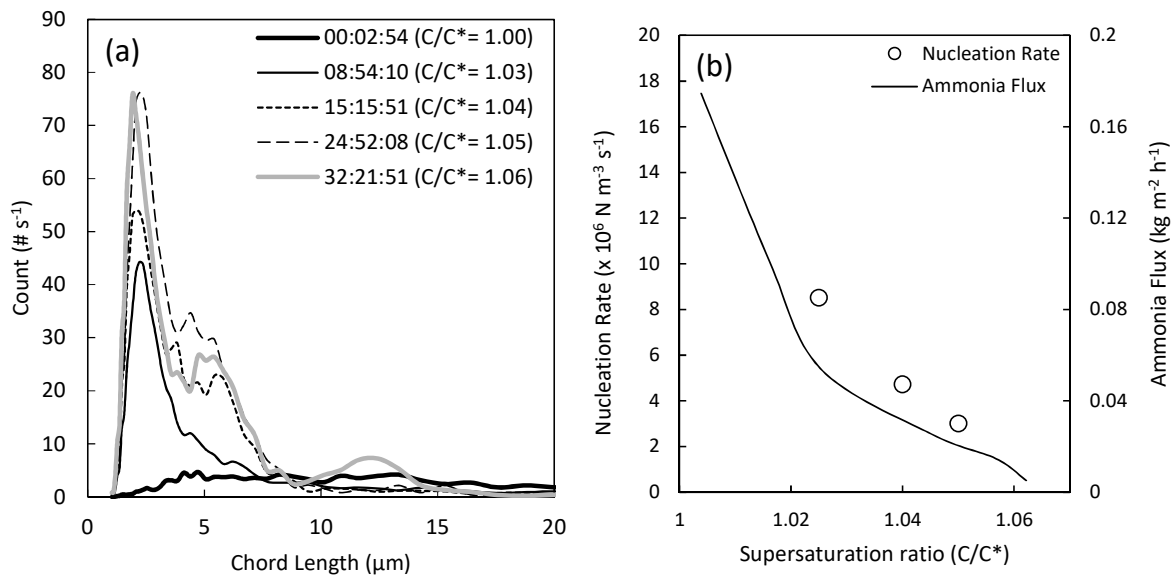 (a)
90
80
70
60
50
40
30
20
10
0
Count (# s-1)
00:02:54 (C/C*= 1.00)
08:54:10 (C/C*= 1.03)
15:15:51 (C/C*= 1.04)
24:52:08 (C/C*= 1.05)
32:21:51 (C/C*= 1.06)
0 5 10 15 20
Chord Length (μm)
(b)
20
18
16
14
12
10
8
6
4
2
0
Nucleation Rate (x 10⁶ N m⁻³ s⁻¹)
Nucleation Rate
Ammonia Flux
0.2
0.16
0.12
0.08
0.04
0
Ammonia Flux (kg m⁻² h⁻¹)
1 1.02 1.04 1.06
Supersaturation ratio (C/C*)